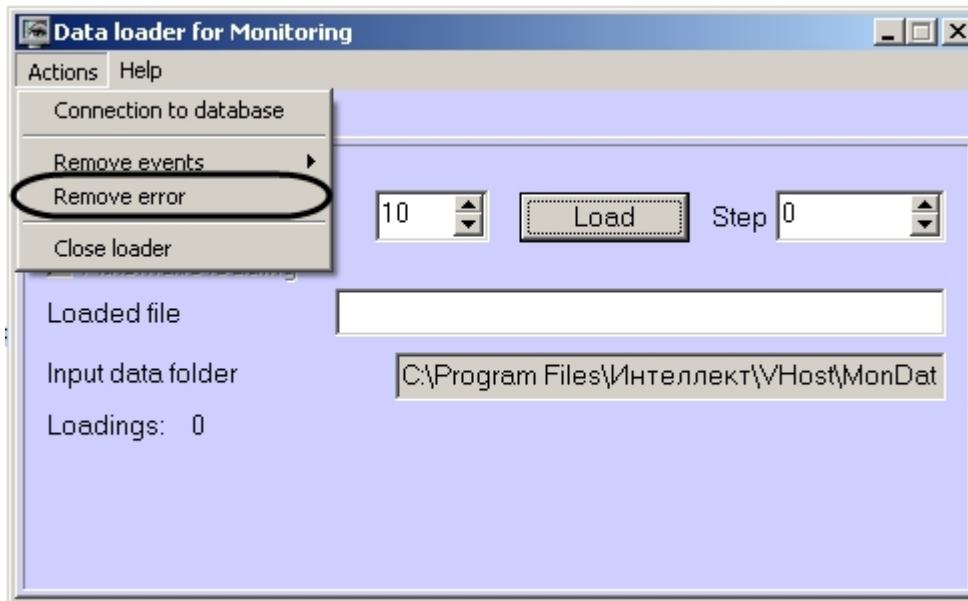 Data loader for Monitoring
Actions Help
Connection to database
Remove events
Remove error
Close loader
10 Load Step 0
Loaded file
Input data folder C:\Program Files\Интеллект\VHost\MonDat
Loadings: 0